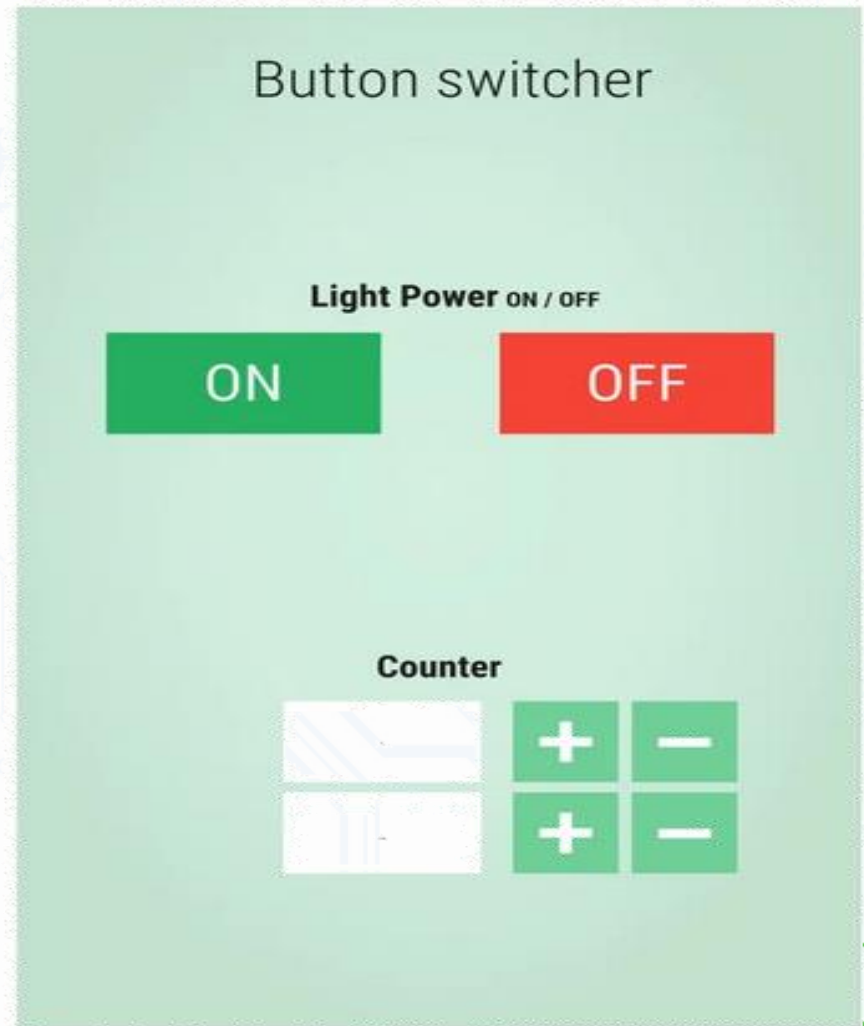 Button switcher
Light Power ON / OFF
ON OFF
Counter
+ −
+ −